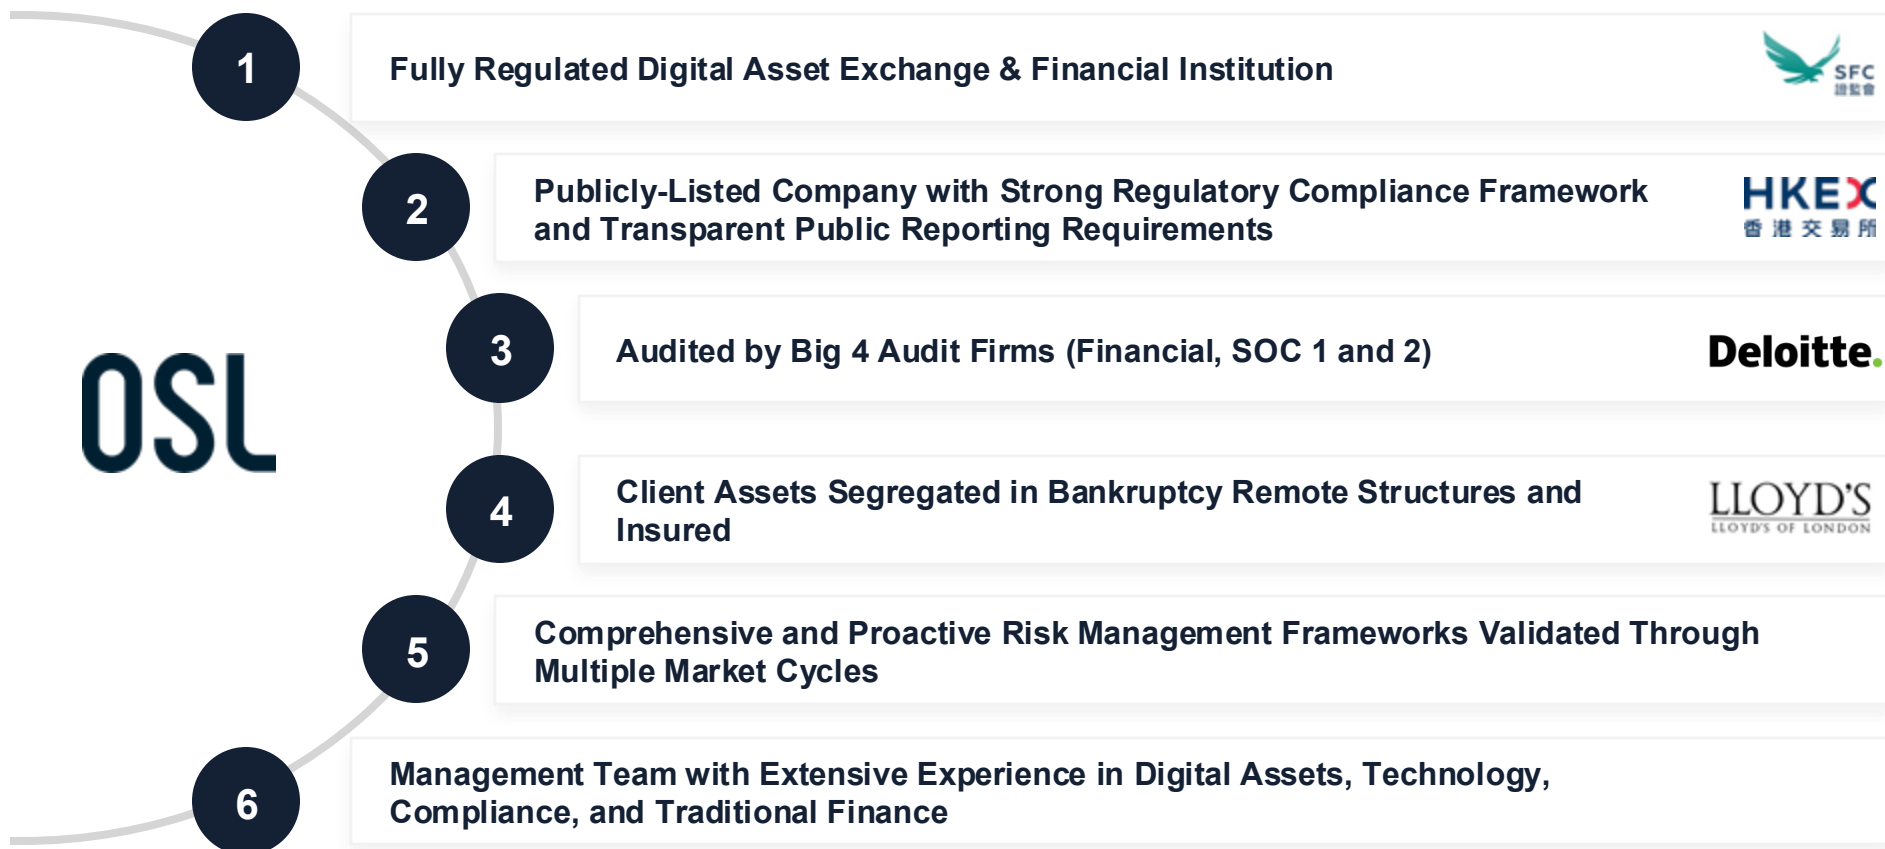 OSL
1
Fully Regulated Digital Asset Exchange & Financial Institution
SFC
證監會
2
Publicly-Listed Company with Strong Regulatory Compliance Framework
and Transparent Public Reporting Requirements
HKEX
香港交易所
3
Audited by Big 4 Audit Firms (Financial, SOC 1 and 2)
Deloitte.
4
Client Assets Segregated in Bankruptcy Remote Structures and
Insured
LLOYD'S
LLOYD'S OF LONDON
5
Comprehensive and Proactive Risk Management Frameworks Validated Through
Multiple Market Cycles
6
Management Team with Extensive Experience in Digital Assets, Technology,
Compliance, and Traditional Finance